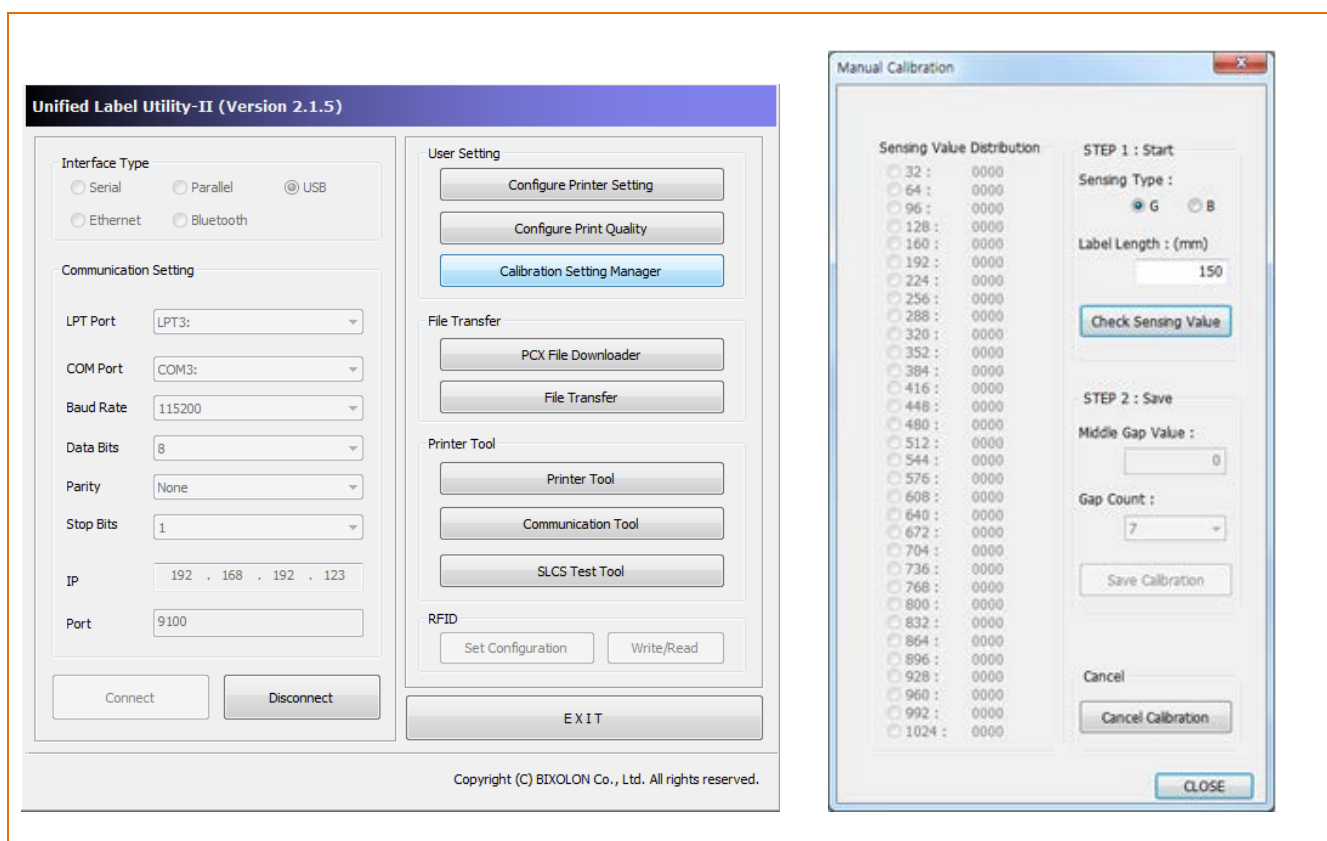 Unified Label Utility-II (Version 2.1.5)
Interface Type
Serial Parallel USB
Ethernet Bluetooth
Communication Setting
LPT Port LPT3:
COM Port COM3:
Baud Rate 115200
Data Bits 8
Parity None
Stop Bits 1
IP 192 . 168 . 192 . 123
Port 9100
Connect Disconnect
User Setting
Configure Printer Setting
Configure Print Quality
Calibration Setting Manager
File Transfer
PCX File Downloader
File Transfer
Printer Tool
Printer Tool
Communication Tool
SLCS Test Tool
RFID
Set Configuration Write/Read
EXIT
Copyright (C) BIXOLON Co., Ltd. All rights reserved.
Manual Calibration
Sensing Value Distribution
32 : 0000
64 : 0000
96 : 0000
128 : 0000
160 : 0000
192 : 0000
224 : 0000
256 : 0000
288 : 0000
320 : 0000
352 : 0000
384 : 0000
416 : 0000
448 : 0000
480 : 0000
512 : 0000
544 : 0000
576 : 0000
608 : 0000
640 : 0000
672 : 0000
704 : 0000
736 : 0000
768 : 0000
800 : 0000
832 : 0000
864 : 0000
896 : 0000
928 : 0000
960 : 0000
992 : 0000
1024 : 0000
STEP 1 : Start
Sensing Type :
G B
Label Length : (mm)
150
Check Sensing Value
STEP 2 : Save
Middle Gap Value :
0
Gap Count :
7
Save Calibration
Cancel
Cancel Calibration
CLOSE